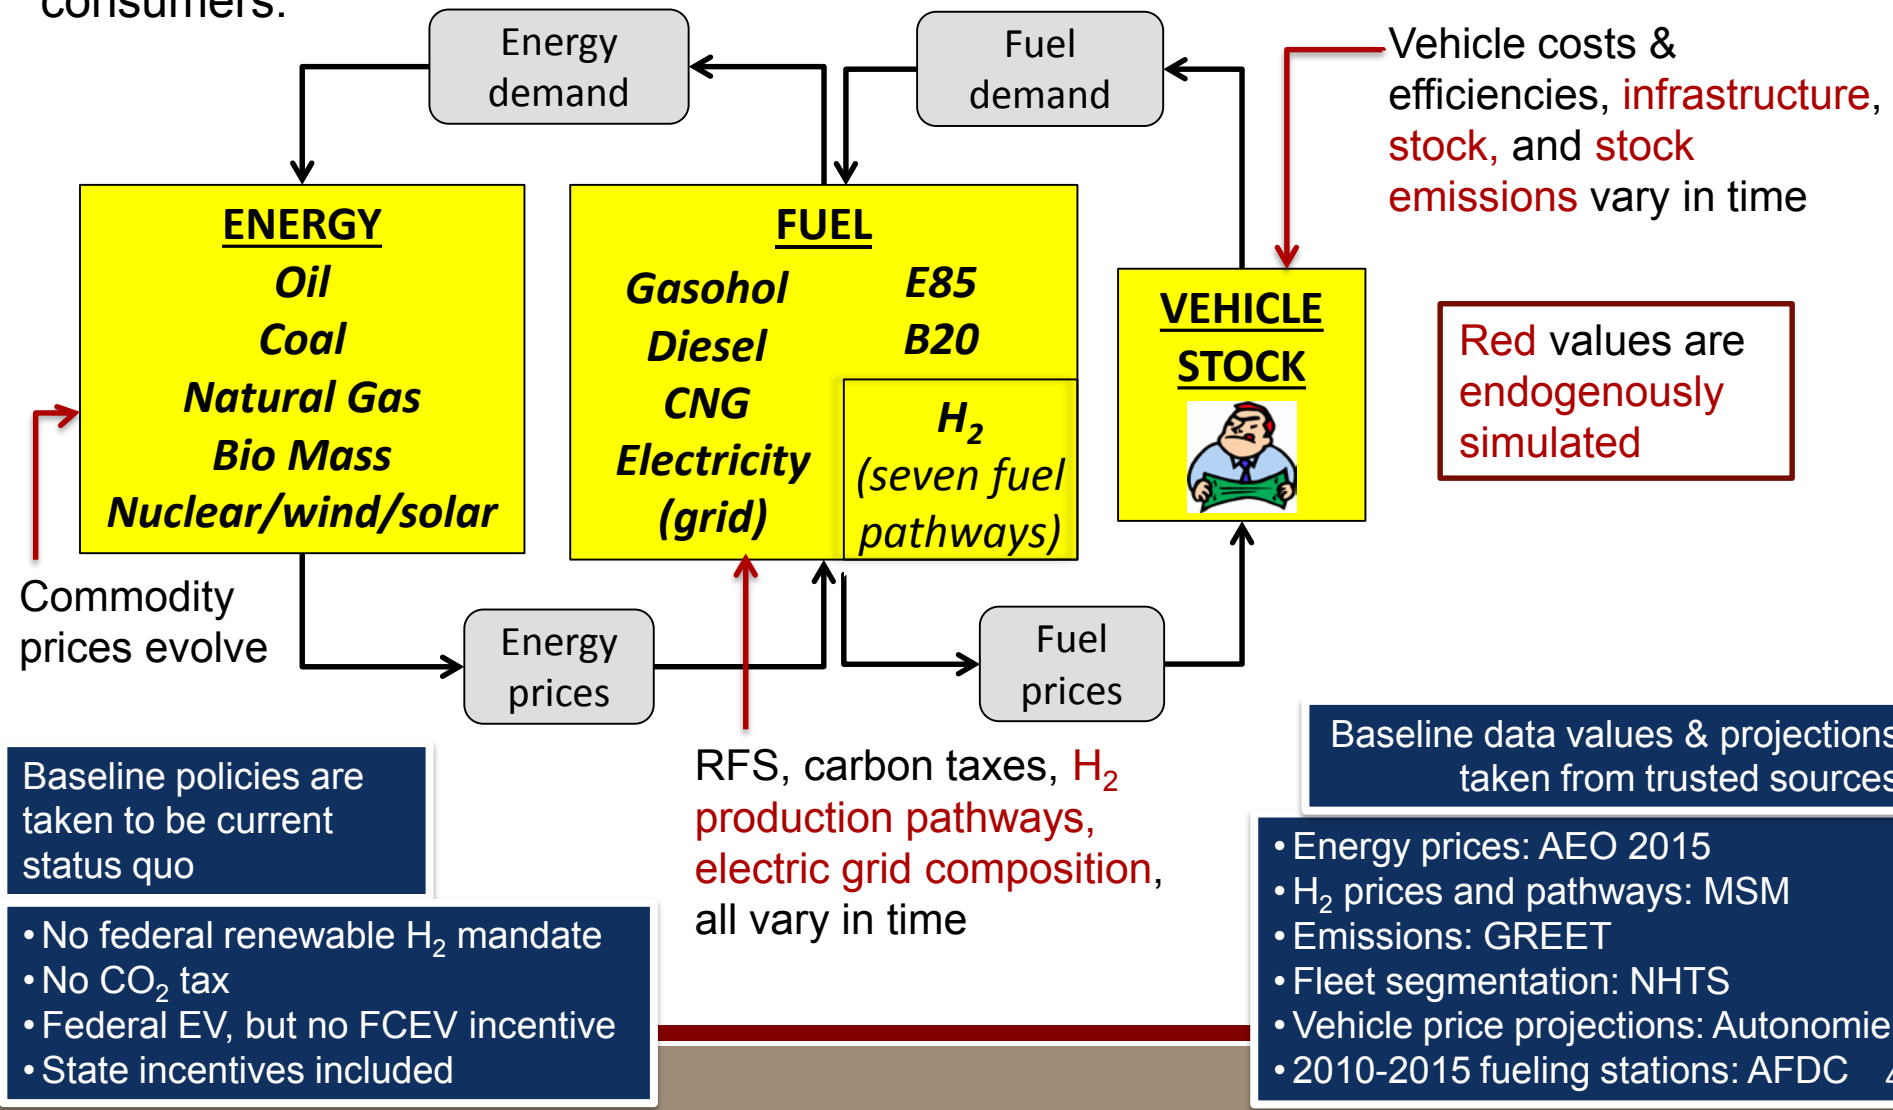 consumers.
Energy
demand
Fuel
demand
Vehicle costs &
efficiencies, infrastructure,
stock, and stock
emissions vary in time
ENERGY
Oil
Coal
Natural Gas
Bio Mass
Nuclear/wind/solar
FUEL
Gasohol
Diesel
CNG
Electricity
(grid)
E85
B20
H₂
(seven fuel
pathways)
VEHICLE
STOCK
Red values are
endogenously
simulated
Commodity
prices evolve
Energy
prices
Fuel
prices
RFS, carbon taxes, H₂
production pathways,
electric grid composition,
all vary in time
Baseline policies are
taken to be current
status quo
• No federal renewable H₂ mandate
• No CO₂ tax
• Federal EV, but no FCEV incentive
• State incentives included
Baseline data values & projections
taken from trusted sources
• Energy prices: AEO 2015
• H₂ prices and pathways: MSM
• Emissions: GREET
• Fleet segmentation: NHTS
• Vehicle price projections: Autonomie
• 2010-2015 fueling stations: AFDC